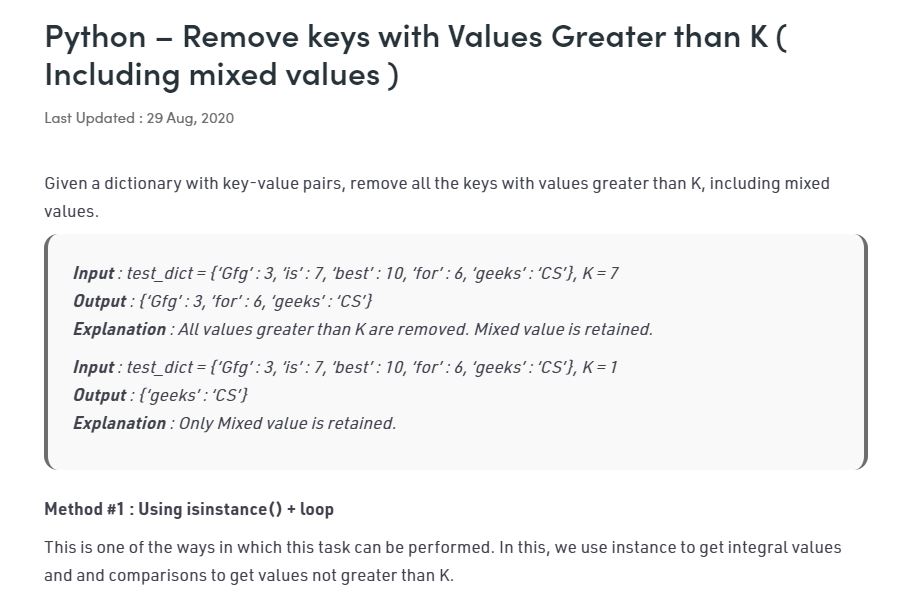 Python – Remove keys with Values Greater than K (
Including mixed values )
Last Updated : 29 Aug, 2020
Given a dictionary with key-value pairs, remove all the keys with values greater than K, including mixed
values.
Input : test_dict = {‘Gfg’ : 3, ‘is’ : 7, ‘best’ : 10, ‘for’ : 6, ‘geeks’ : ‘CS’}, K = 7
Output : {‘Gfg’ : 3, ‘for’ : 6, ‘geeks’ : ‘CS’}
Explanation : All values greater than K are removed. Mixed value is retained.
Input : test_dict = {‘Gfg’ : 3, ‘is’ : 7, ‘best’ : 10, ‘for’ : 6, ‘geeks’ : ‘CS’}, K = 1
Output : {‘geeks’ : ‘CS’}
Explanation : Only Mixed value is retained.
Method #1 : Using isinstance() + loop
This is one of the ways in which this task can be performed. In this, we use instance to get integral values
and and comparisons to get values not greater than K.